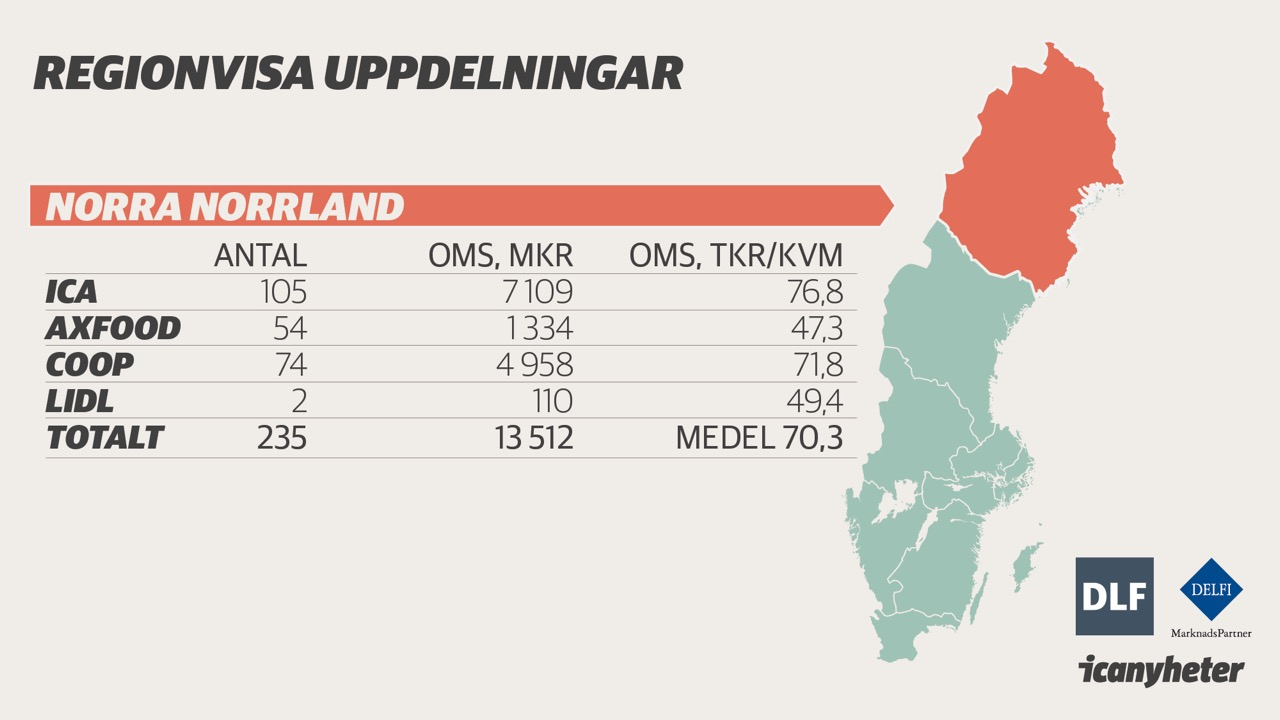 REGIONVISA UPPDELNINGAR
NORRA NORRLAND
ANTAL OMS, MKR OMS, TKR/KVM
ICA 105 7 109 76,8
AXFOOD 54 1 334 47,3
COOP 74 4 958 71,8
LIDL 2 110 49,4
TOTALT 235 13 512 MEDEL 70,3
DLF
DELFI
MarknadsPartner
icanyheter